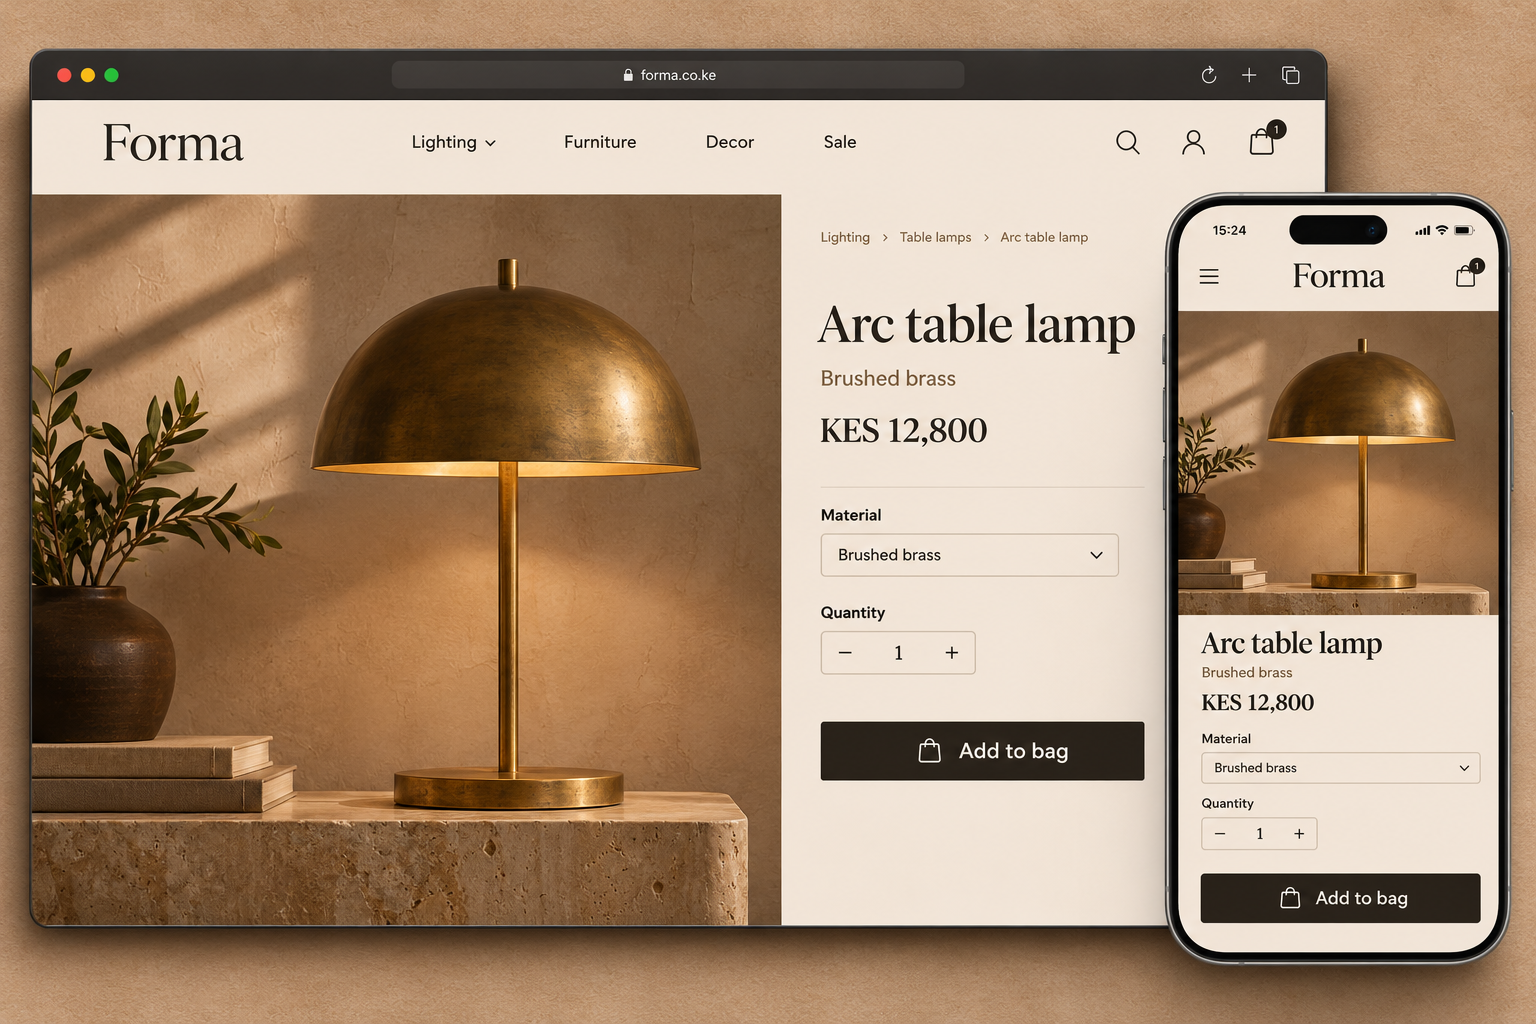 forma.co.ke
Forma
Lighting
Furniture
Decor
Sale
1
Lighting > Table lamps > Arc table lamp
Arc table lamp
Brushed brass
KES 12,800
Material
Brushed brass
Quantity
− 1 +
Add to bag
15:24
Forma
1
Arc table lamp
Brushed brass
KES 12,800
Material
Brushed brass
Quantity
− 1 +
Add to bag